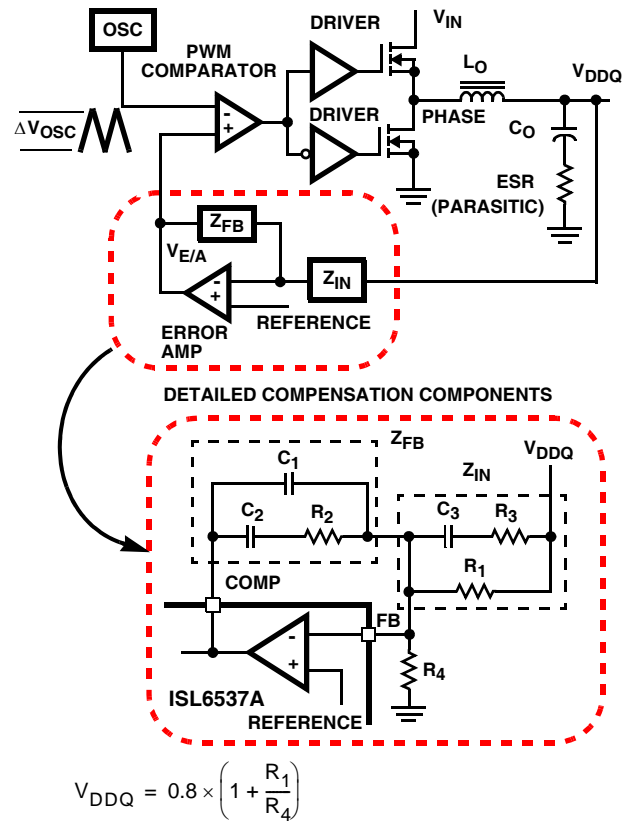 OSC
PWM
COMPARATOR
DRIVER
V_IN
ΔV_OSC
-
+
DRIVER
PHASE
L_O
V_DDQ
C_O
ESR
(PARASITIC)
Z_FB
V_E/A
-
+
Z_IN
REFERENCE
ERROR
AMP
DETAILED COMPENSATION COMPONENTS
Z_FB
V_DDQ
C_1
Z_IN
C_2
R_2
C_3
R_3
R_1
COMP
FB
-
+
R_4
ISL6537A
REFERENCE
V_DDQ = 0.8 × (1 + R_1/R_4)